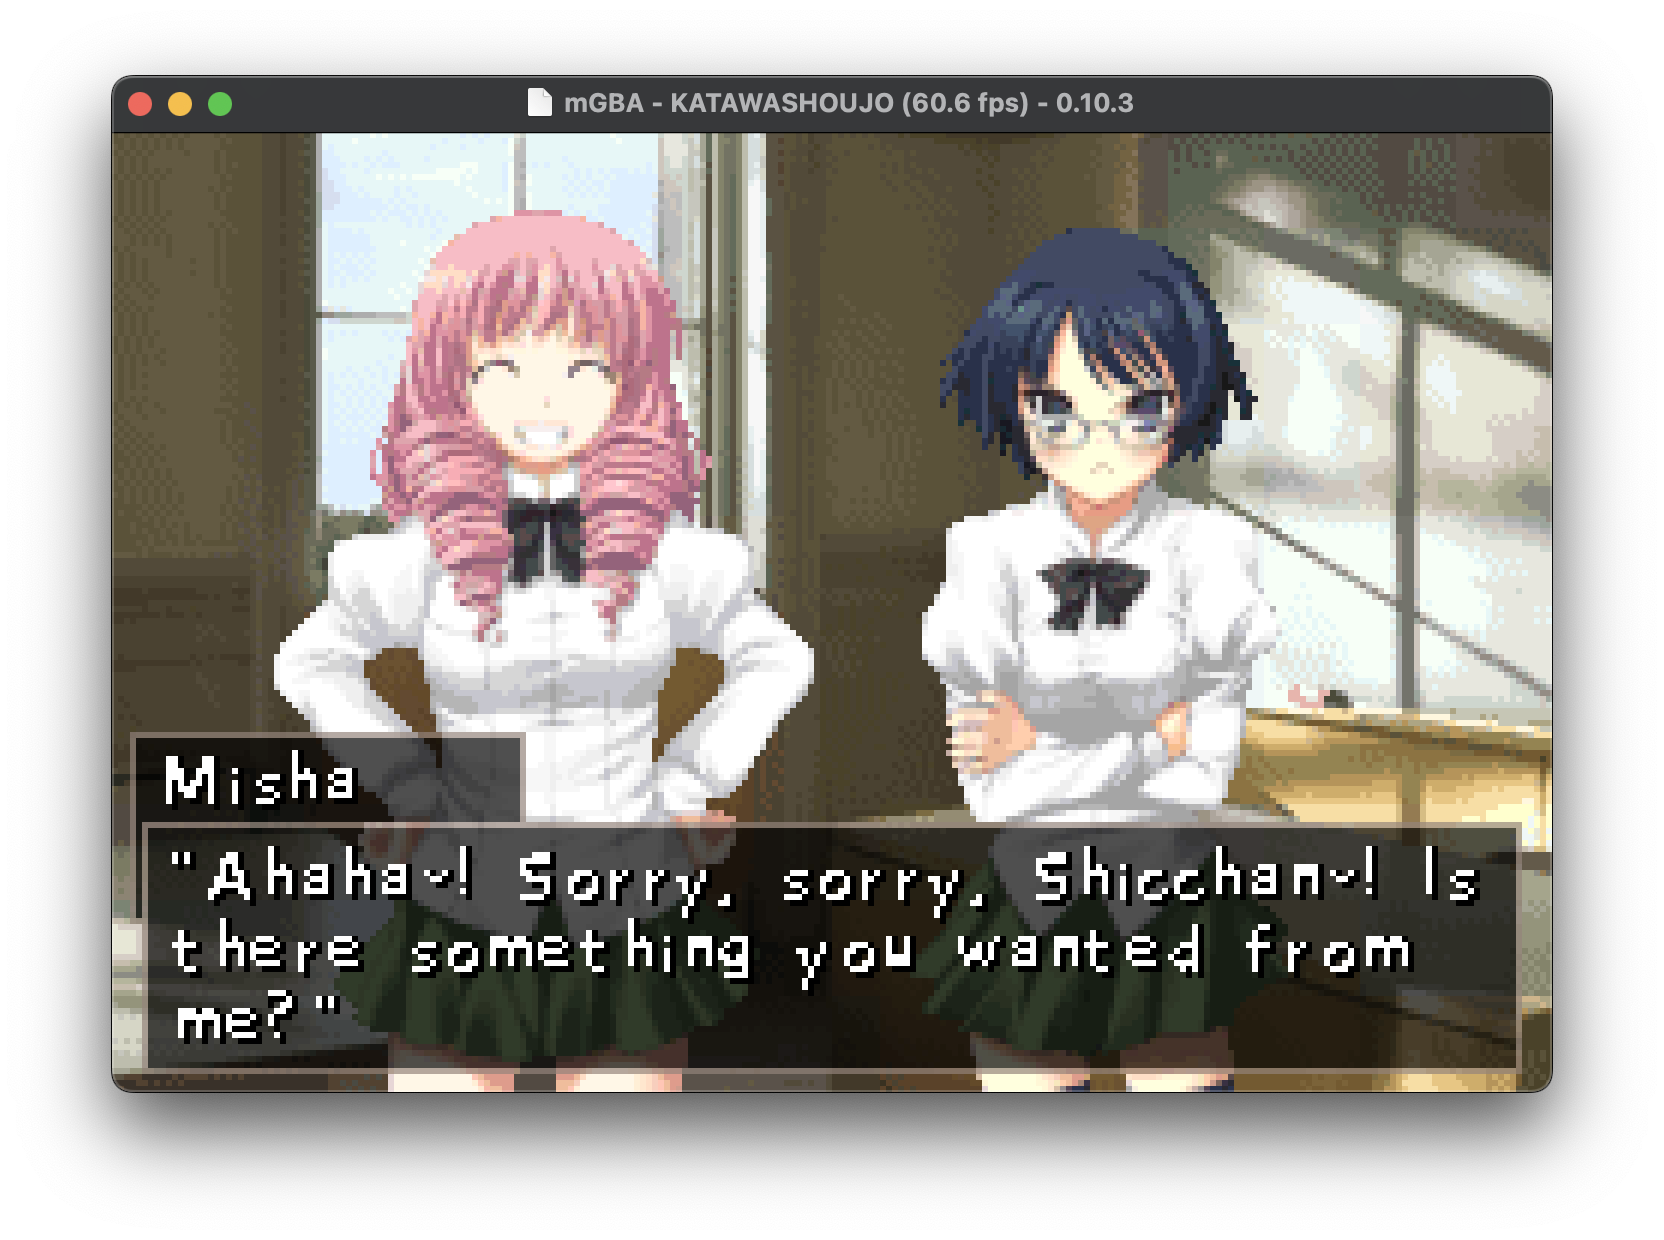 mGBA - KATAWASHOUJO (60.6 fps) - 0.10.3
Misha
"Ahaha~! Sorry, sorry, Shicchan~! Is
there something you wanted from
me?"